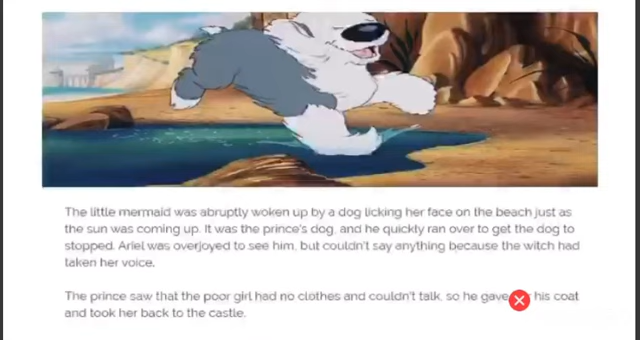 The little mermaid was abruptly woken up by a dog licking her face on the beach just as
the sun was coming up. It was the prince's dog, and he quickly ran over to get the dog to
stopped. Ariel was overjoyed to see him, but couldn't say anything because the witch had
taken her voice.
The prince saw that the poor girl had no clothes and couldn't talk, so he gave his coat
and took her back to the castle.